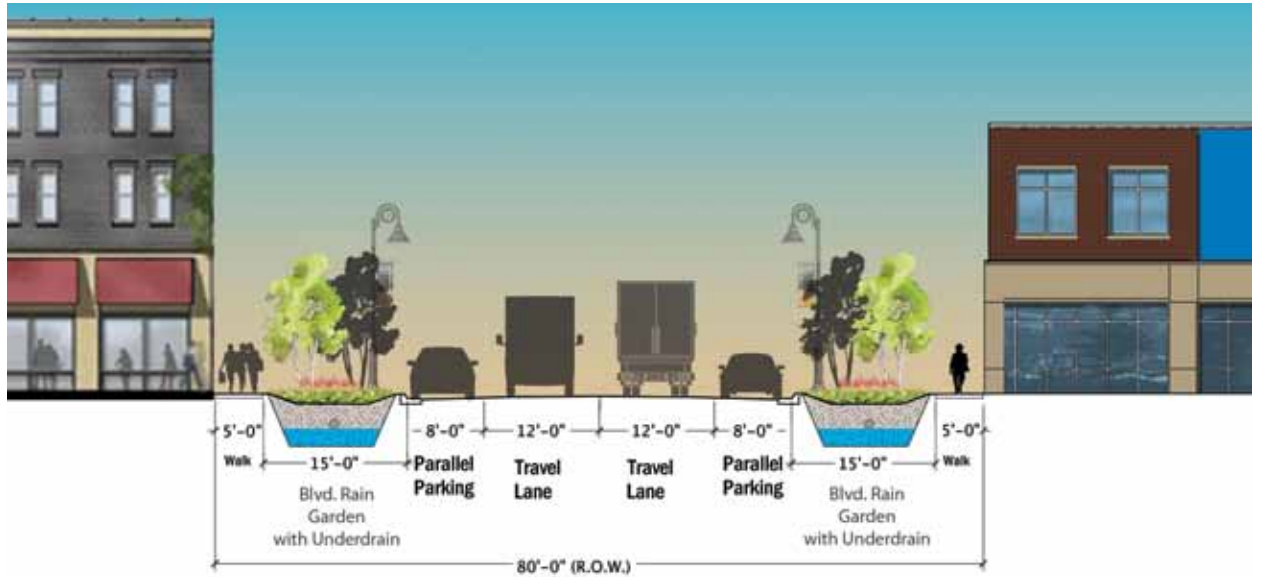 5'-0" 8'-0" 12'-0" 12'-0" 8'-0" 5'-0"
Walk 15'-0" Parallel Travel Travel Parallel 15'-0" Walk
Parking Lane Lane Parking
Blvd. Rain Blvd. Rain
Garden Garden
with Underdrain with Underdrain
80'-0" (R.O.W.)